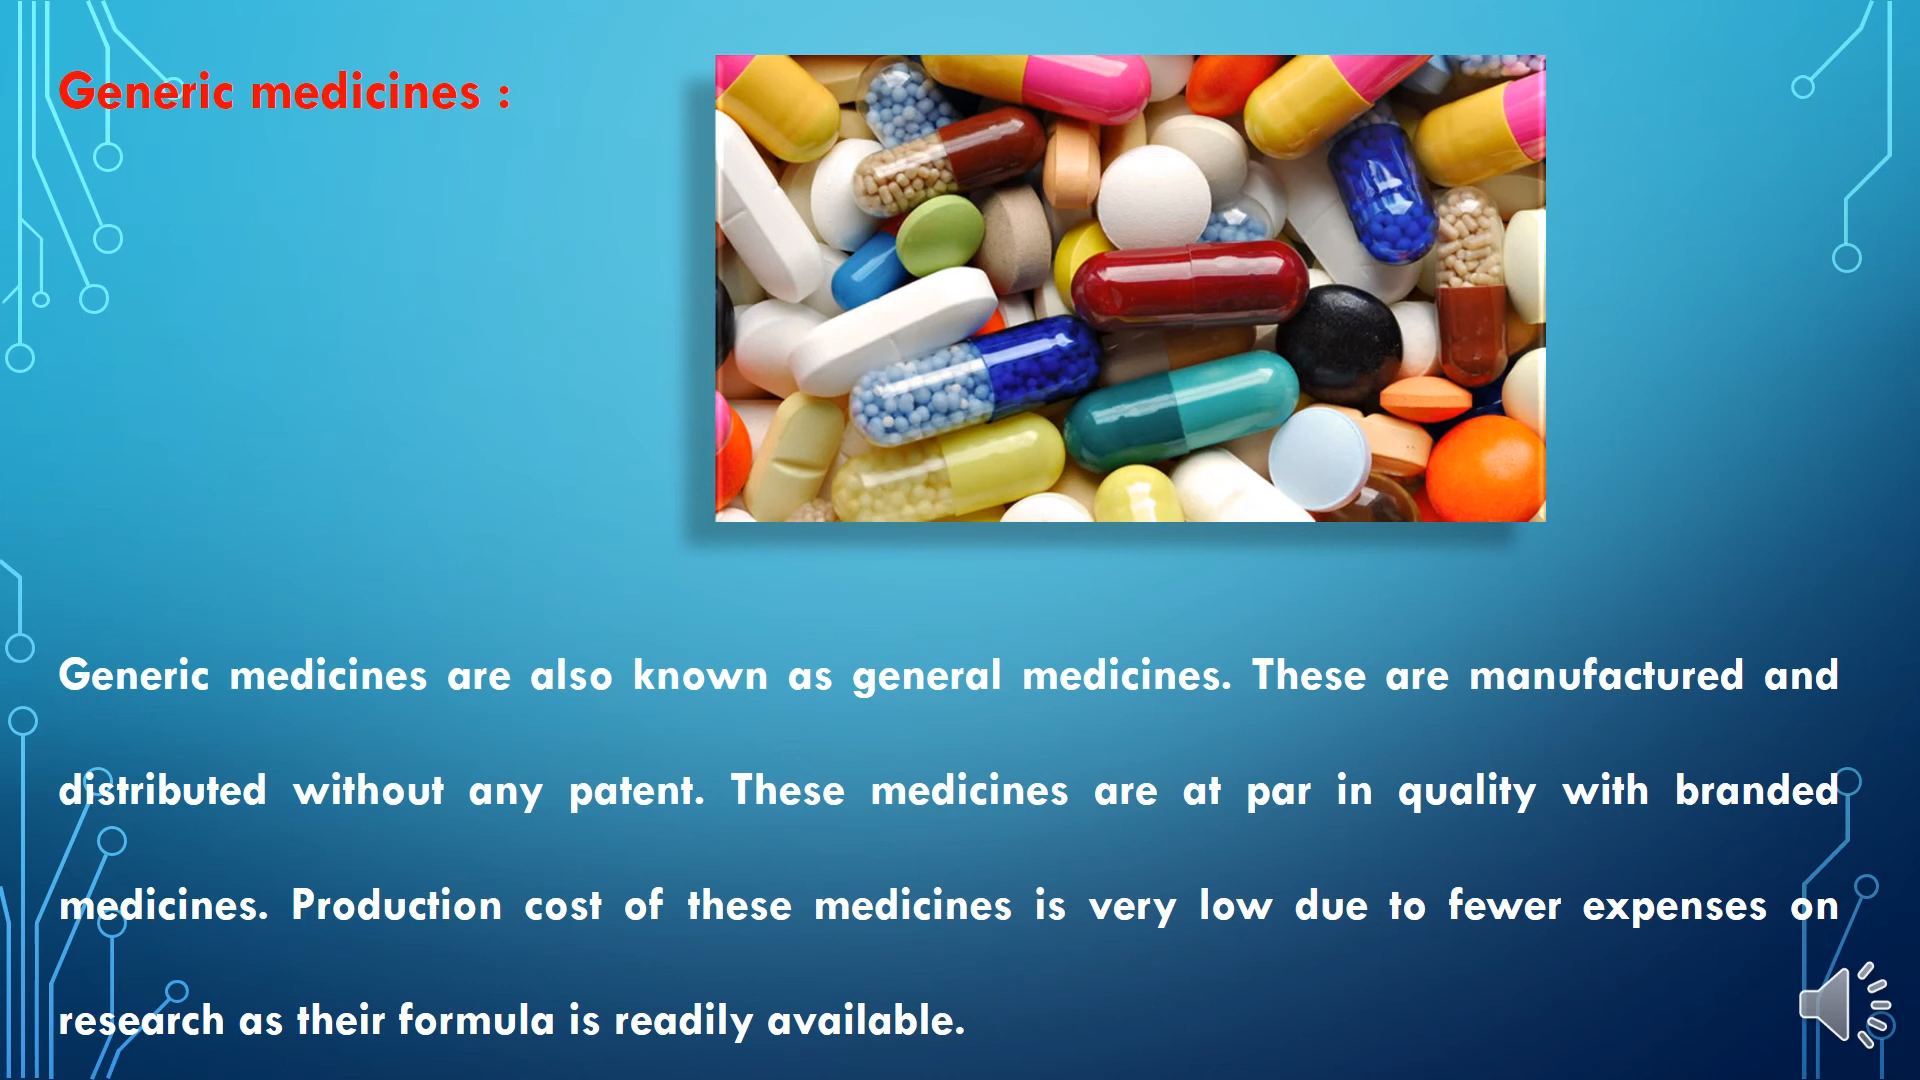 Generic medicines :
Generic medicines are also known as general medicines. These are manufactured and
distributed without any patent. These medicines are at par in quality with branded
medicines. Production cost of these medicines is very low due to fewer expenses on
research as their formula is readily available.